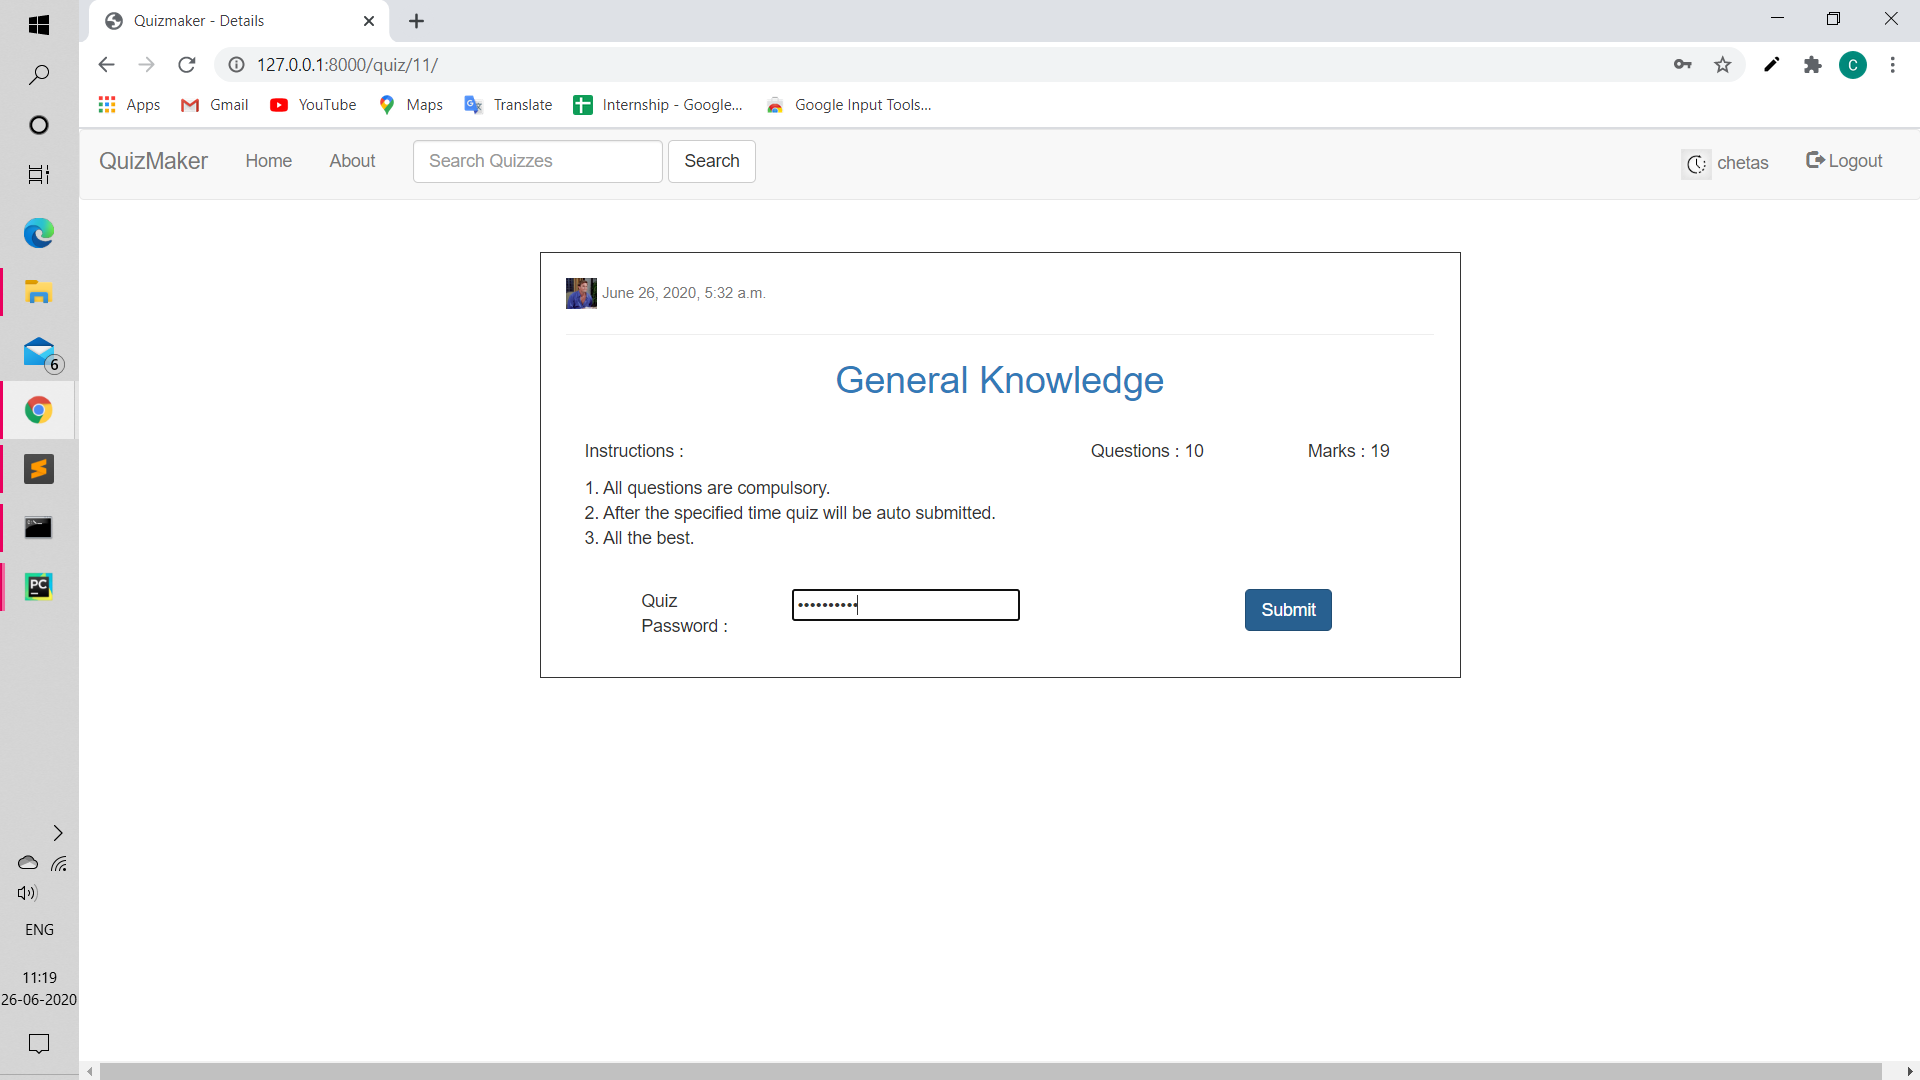 Quizmaker - Details
127.0.0.1:8000/quiz/11/
Apps Gmail YouTube Maps Translate Internship - Google... Google Input Tools...
QuizMaker Home About Search Quizzes Search chetas Logout
June 26, 2020, 5:32 a.m.
General Knowledge
Instructions : Questions : 10 Marks : 19
1. All questions are compulsory.
2. After the specified time quiz will be auto submitted.
3. All the best.
Quiz
Password :
••••••••••
Submit
C
6
PC
ENG
11:19
26-06-2020